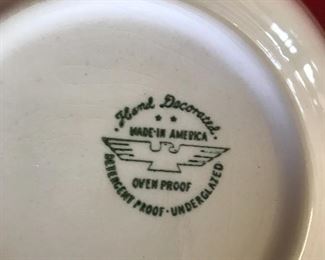 Hand Decorated
MADE-IN AMERICA
OVEN PROOF
DETERGENT PROOF - UNDERGLAZED